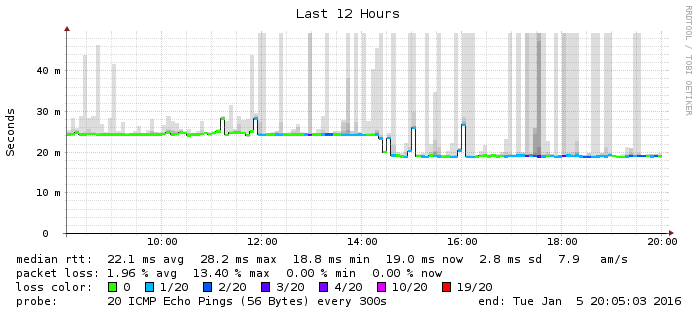 Last 12 Hours
RRDTOOL / TOBI OETIKER
Seconds
40 m
30 m
20 m
10 m
0
10:00 12:00 14:00 16:00 18:00 20:00
median rtt: 22.1 ms avg 28.2 ms max 18.8 ms min 19.0 ms now 2.8 ms sd 7.9 am/s
packet loss: 1.96 % avg 13.40 % max 0.00 % min 0.00 % now
loss color: 0 1/20 2/20 3/20 4/20 10/20 19/20
probe: 20 ICMP Echo Pings (56 Bytes) every 300s end: Tue Jan 5 20:05:03 2016